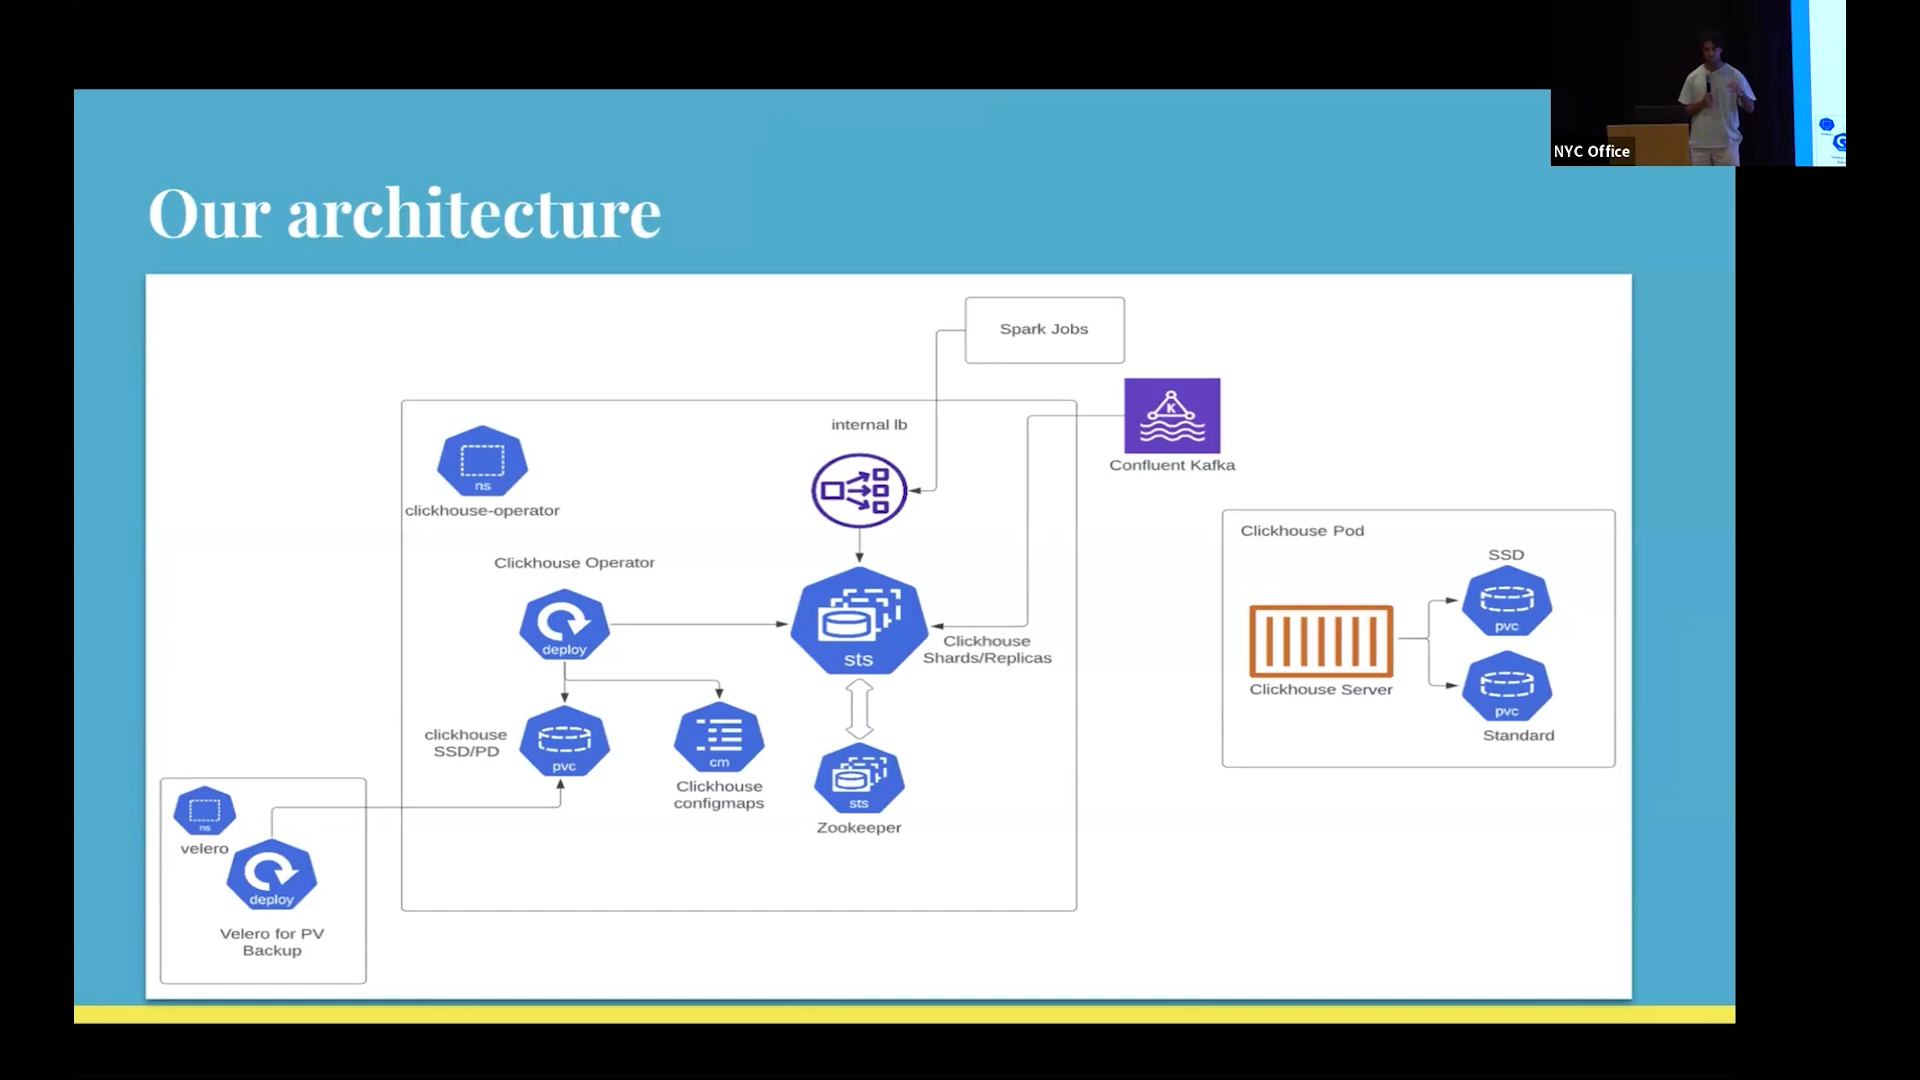 NYC Office
Our architecture
Spark Jobs
K
Confluent Kafka
internal lb
ns
clickhouse-operator
Clickhouse Operator
deploy
sts
Clickhouse
Shards/Replicas
clickhouse
SSD/PD
pvc
cm
Clickhouse
configmaps
sts
Zookeeper
ns
velero
deploy
Velero for PV
Backup
Clickhouse Pod
SSD
pvc
Clickhouse Server
pvc
Standard